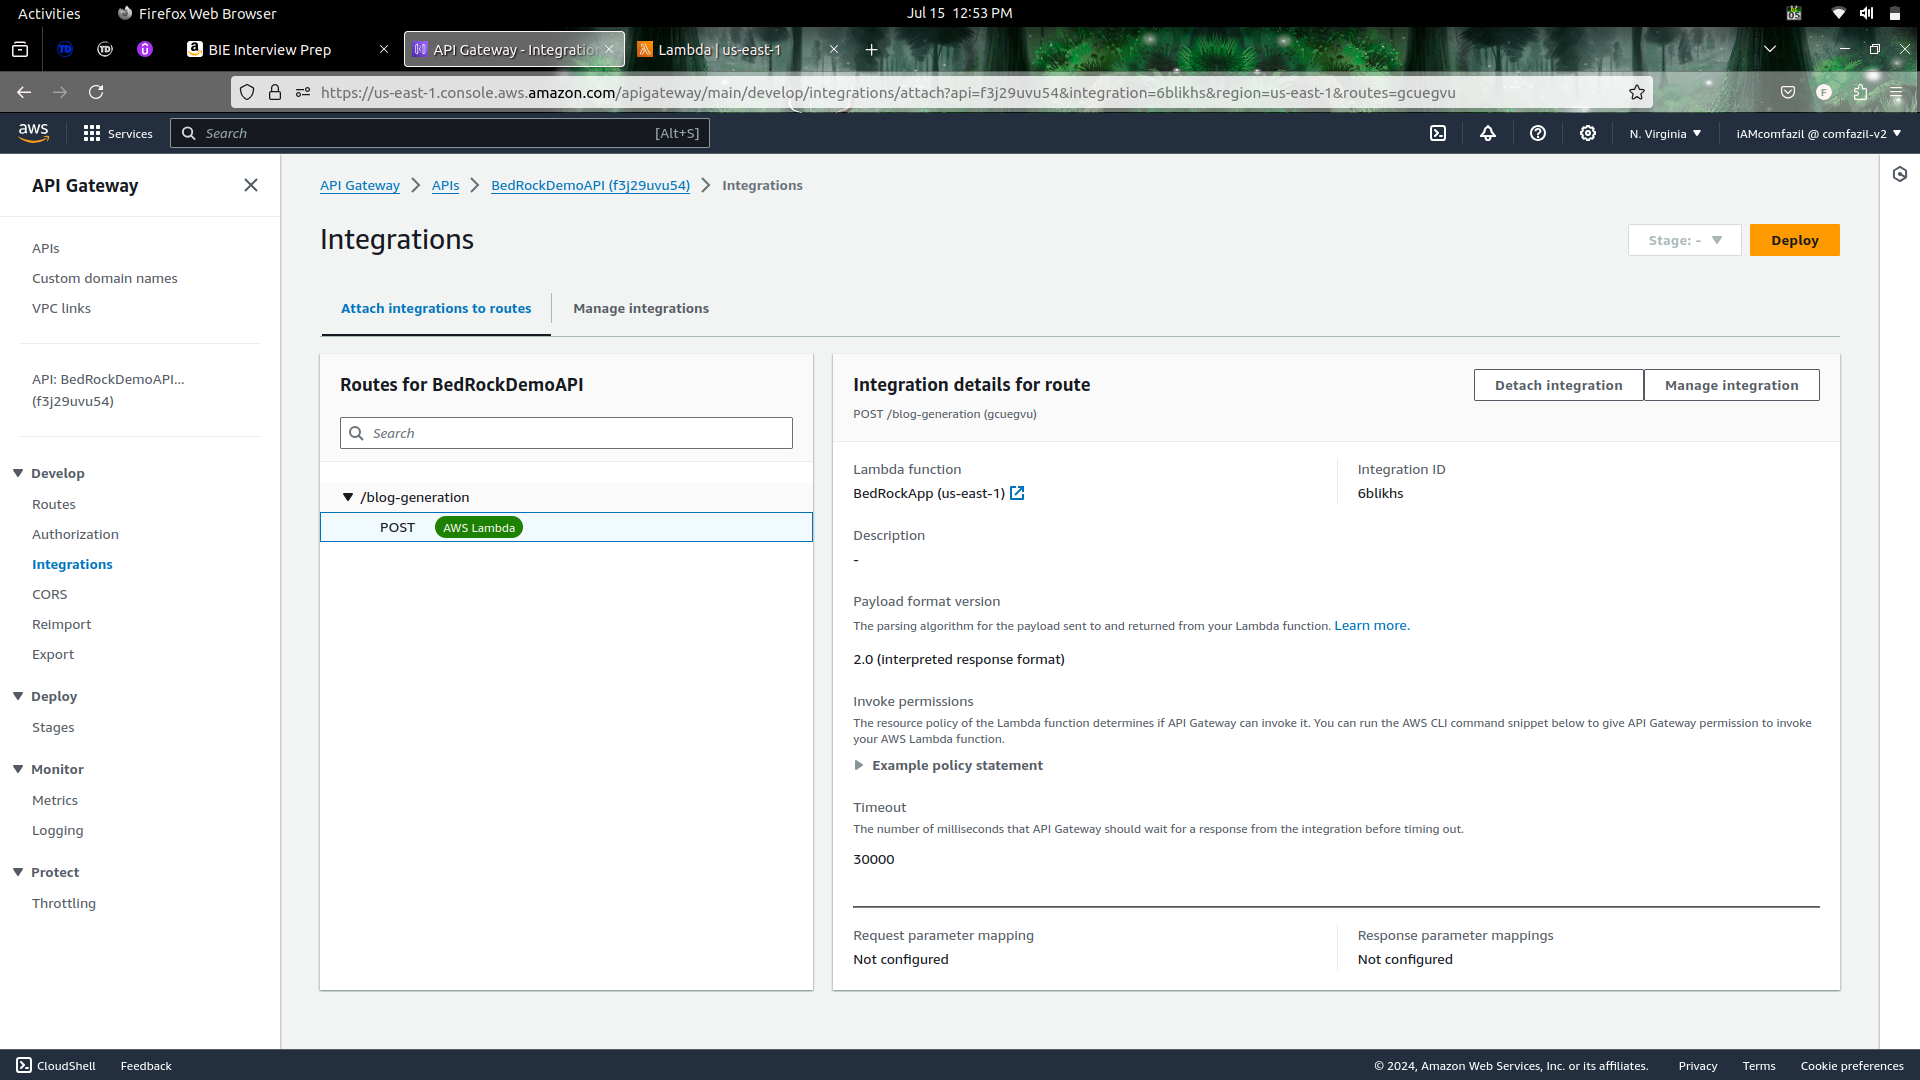 Activities
Firefox Web Browser
Jul 15 12:53 PM
BIE Interview Prep
API Gateway - Integration
Lambda | us-east-1
https://us-east-1.console.aws.amazon.com/apigateway/main/develop/integrations/attach?api=f3j29uvu54&integration=6blikhs&region=us-east-1&routes=gcuegvu
aws
Services
Search
[Alt+S]
N. Virginia
iAMcomfazil @ comfazil-v2
API Gateway
APIs
Custom domain names
VPC links
API: BedRockDemoAPI...
(f3j29uvu54)
Develop
Routes
Authorization
Integrations
CORS
Reimport
Export
Deploy
Stages
Monitor
Metrics
Logging
Protect
Throttling
API Gateway
APIs
BedRockDemoAPI (f3j29uvu54)
Integrations
Integrations
Stage: -
Deploy
Attach integrations to routes
Manage integrations
Routes for BedRockDemoAPI
Search
/blog-generation
POST
AWS Lambda
Integration details for route
POST /blog-generation (gcuegvu)
Detach integration
Manage integration
Lambda function
BedRockApp (us-east-1)
Integration ID
6blikhs
Description
-
Payload format version
The parsing algorithm for the payload sent to and returned from your Lambda function. Learn more.
2.0 (interpreted response format)
Invoke permissions
The resource policy of the Lambda function determines if API Gateway can invoke it. You can run the AWS CLI command snippet below to give API Gateway permission to invoke
your AWS Lambda function.
Example policy statement
Timeout
The number of milliseconds that API Gateway should wait for a response from the integration before timing out.
30000
Request parameter mapping
Not configured
Response parameter mappings
Not configured
CloudShell
Feedback
© 2024, Amazon Web Services, Inc. or its affiliates.
Privacy
Terms
Cookie preferences